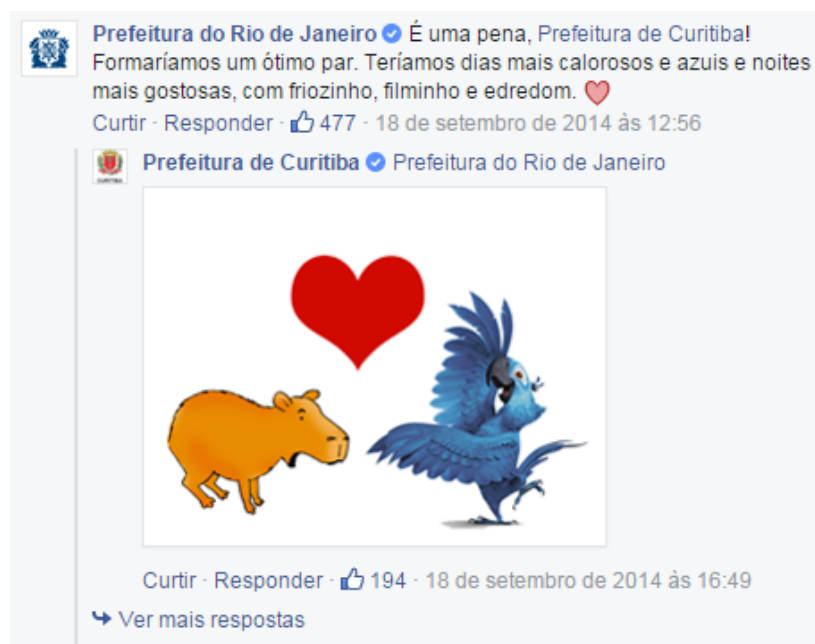 Prefeitura do Rio de Janeiro É uma pena, Prefeitura de Curitiba!
Formaríamos um ótimo par. Teríamos dias mais calorosos e azuis e noites
mais gostosas, com friozinho, filminho e edredom.
Curtir · Responder · 477 · 18 de setembro de 2014 às 12:56
Prefeitura de Curitiba Prefeitura do Rio de Janeiro
CURITIBA
Curtir · Responder · 194 · 18 de setembro de 2014 às 16:49
Ver mais respostas